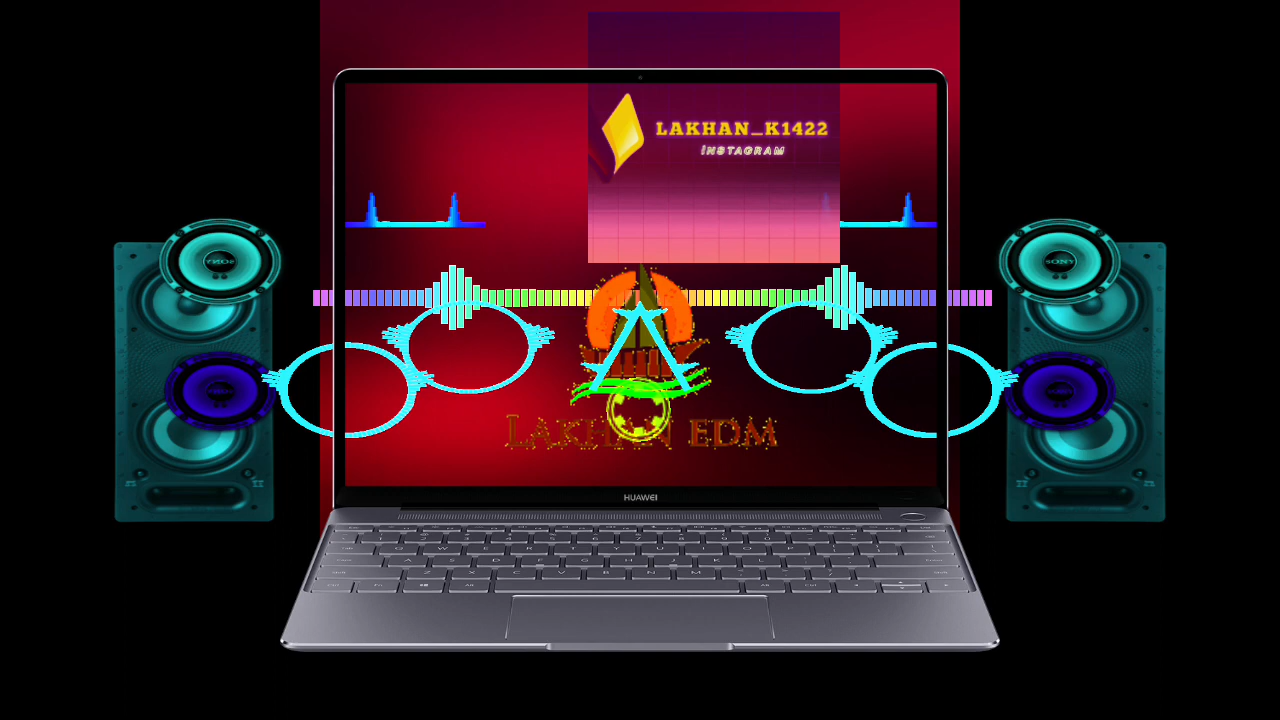 LAKHAN_K1422
INSTAGRAM
SONY
SONY
LAKHAN EDM
HUAWEI
Q W E R T Y U I O P
A S D F G H J K L
Z X C V B N M